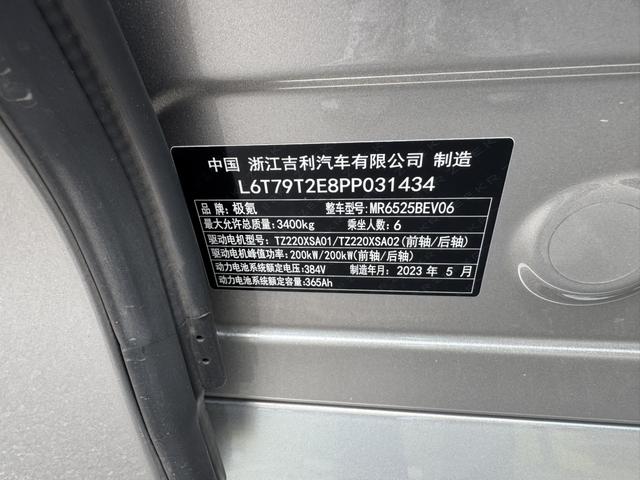 中国 浙江吉利汽车有限公司 制造
L6T79T2E8PP031434
品牌:极氪 整车型号:MR6525BEV06
最大允许总质量:3400kg 乘坐人数:6
驱动电机型号:TZ220XSA01/TZ220XSA02(前轴/后轴)
驱动电机峰值功率:200kW/200kW(前轴/后轴)
动力电池系统额定电压:384V 制造年月:2023 年 5 月
动力电池系统额定容量:365Ah